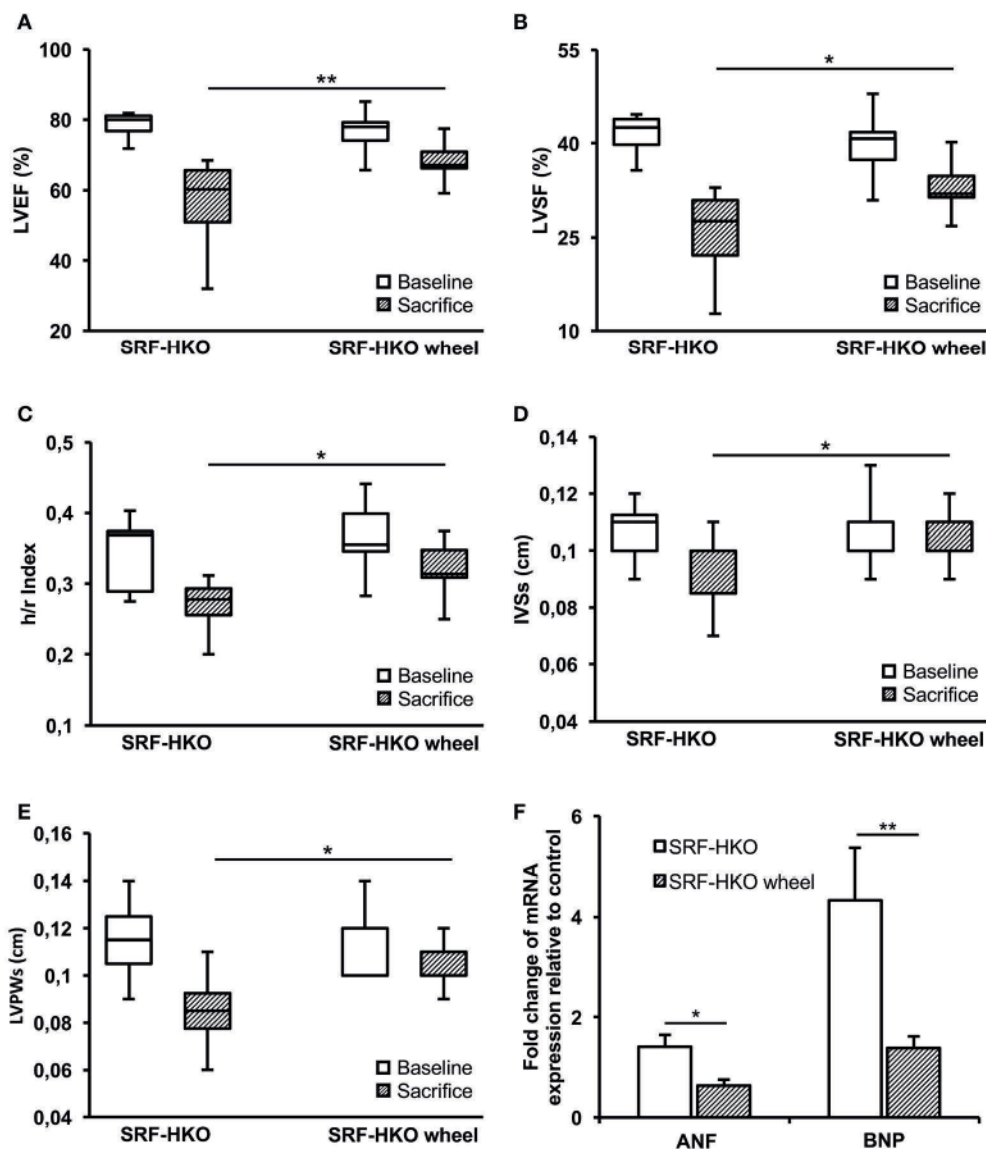 A
100
80
60
40
20
LVEF (%)
**
Baseline
Sacrifice
SRF-HKO
SRF-HKO wheel
B
55
40
25
10
LVSF (%)
*
Baseline
Sacrifice
SRF-HKO
SRF-HKO wheel
C
0,5
0,4
0,3
0,2
0,1
h/r Index
*
Baseline
Sacrifice
SRF-HKO
SRF-HKO wheel
D
0,14
0,12
0,1
0,08
0,06
0,04
IVSs (cm)
*
Baseline
Sacrifice
SRF-HKO
SRF-HKO wheel
E
0,16
0,14
0,12
0,1
0,08
0,06
0,04
LVPWs (cm)
*
Baseline
Sacrifice
SRF-HKO
SRF-HKO wheel
F
6
4
2
0
Fold change of mRNA
expression relative to control
SRF-HKO
SRF-HKO wheel
*
**
ANF
BNP